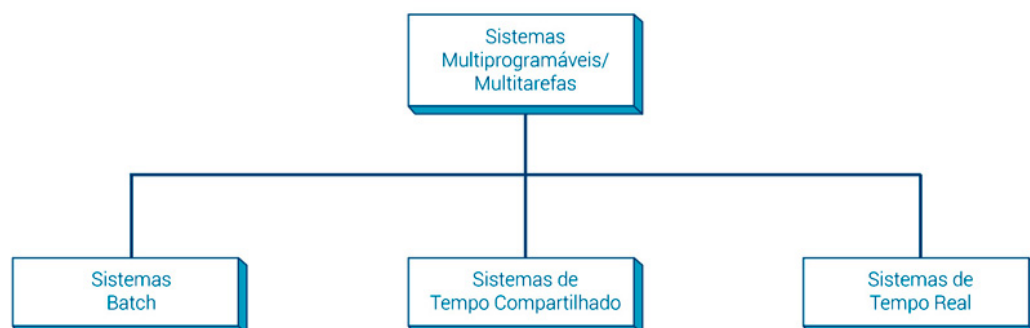 Sistemas
Multiprogramáveis/
Multitarefas
Sistemas
Batch
Sistemas de
Tempo Compartilhado
Sistemas de
Tempo Real